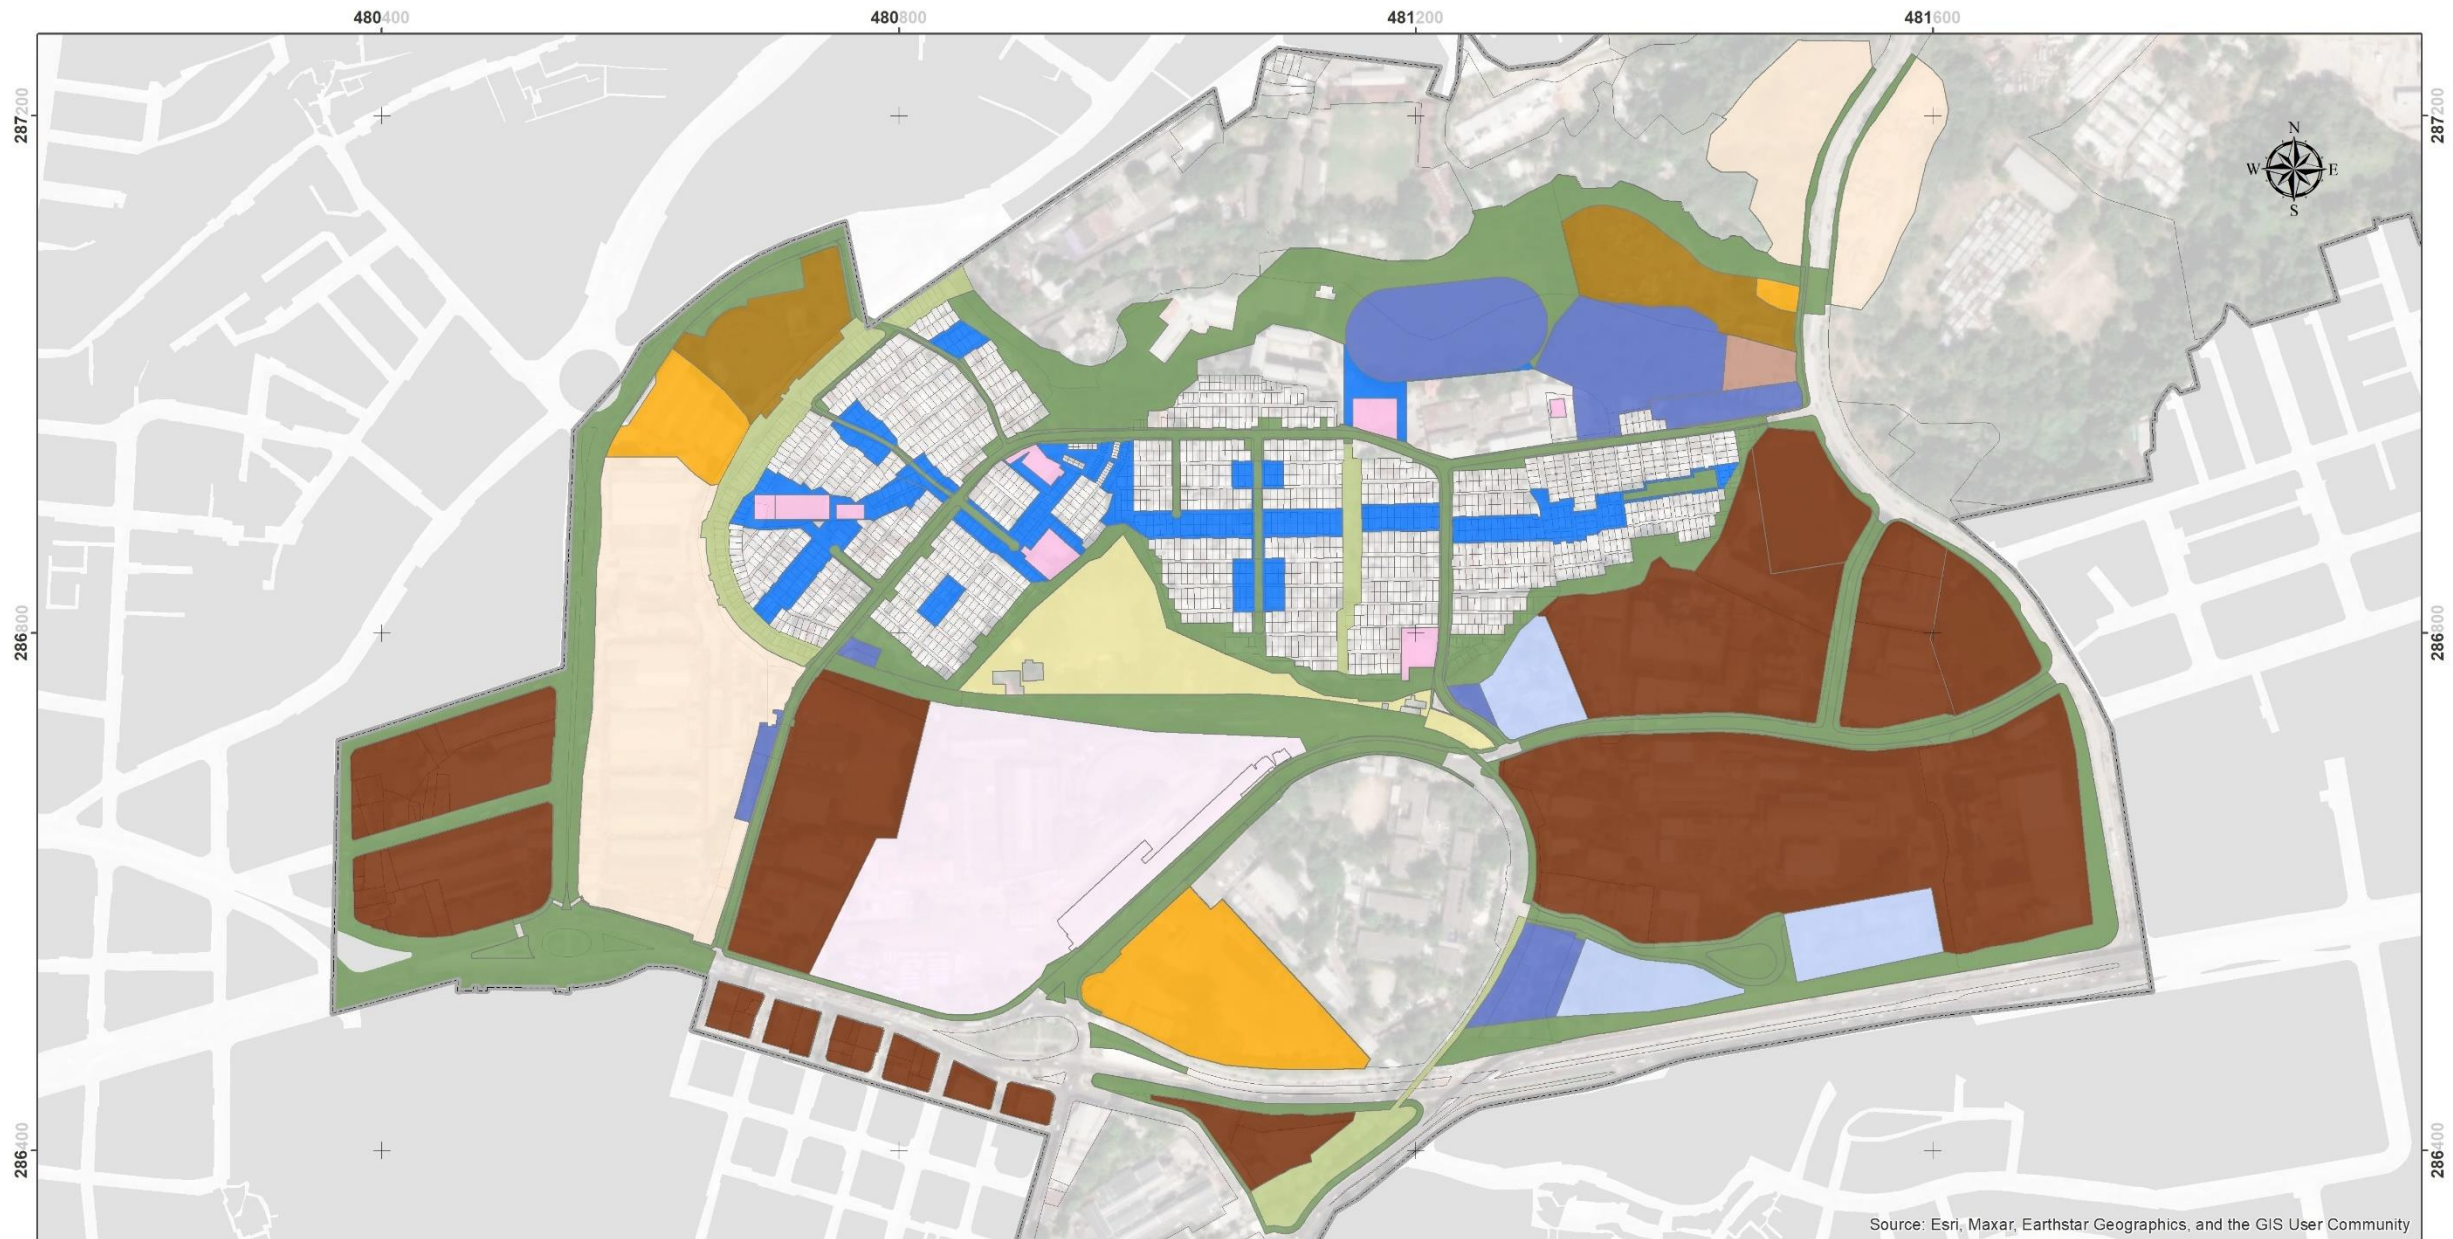 480400 480800 481200 481600
287200 287200
N
W E
S
286800 286800
286400 286400
Source: Esri, Maxar, Earthstar Geographics, and the GIS User Community